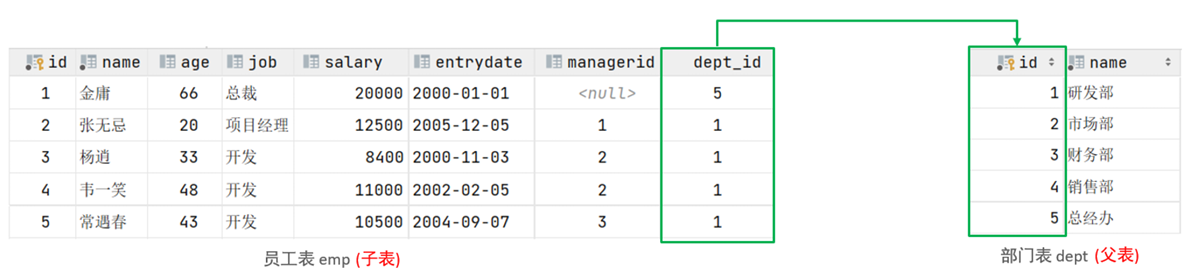 id name age job salary entrydate managerid dept_id
1 金庸 66 总裁 20000 2000-01-01 <null> 5
2 张无忌 20 项目经理 12500 2005-12-05 1 1
3 杨逍 33 开发 8400 2000-11-03 2 1
4 韦一笑 48 开发 11000 2002-02-05 2 1
5 常遇春 43 开发 10500 2004-09-07 3 1
员工表 emp (子表)
id name
1 研发部
2 市场部
3 财务部
4 销售部
5 总经办
部门表 dept (父表)